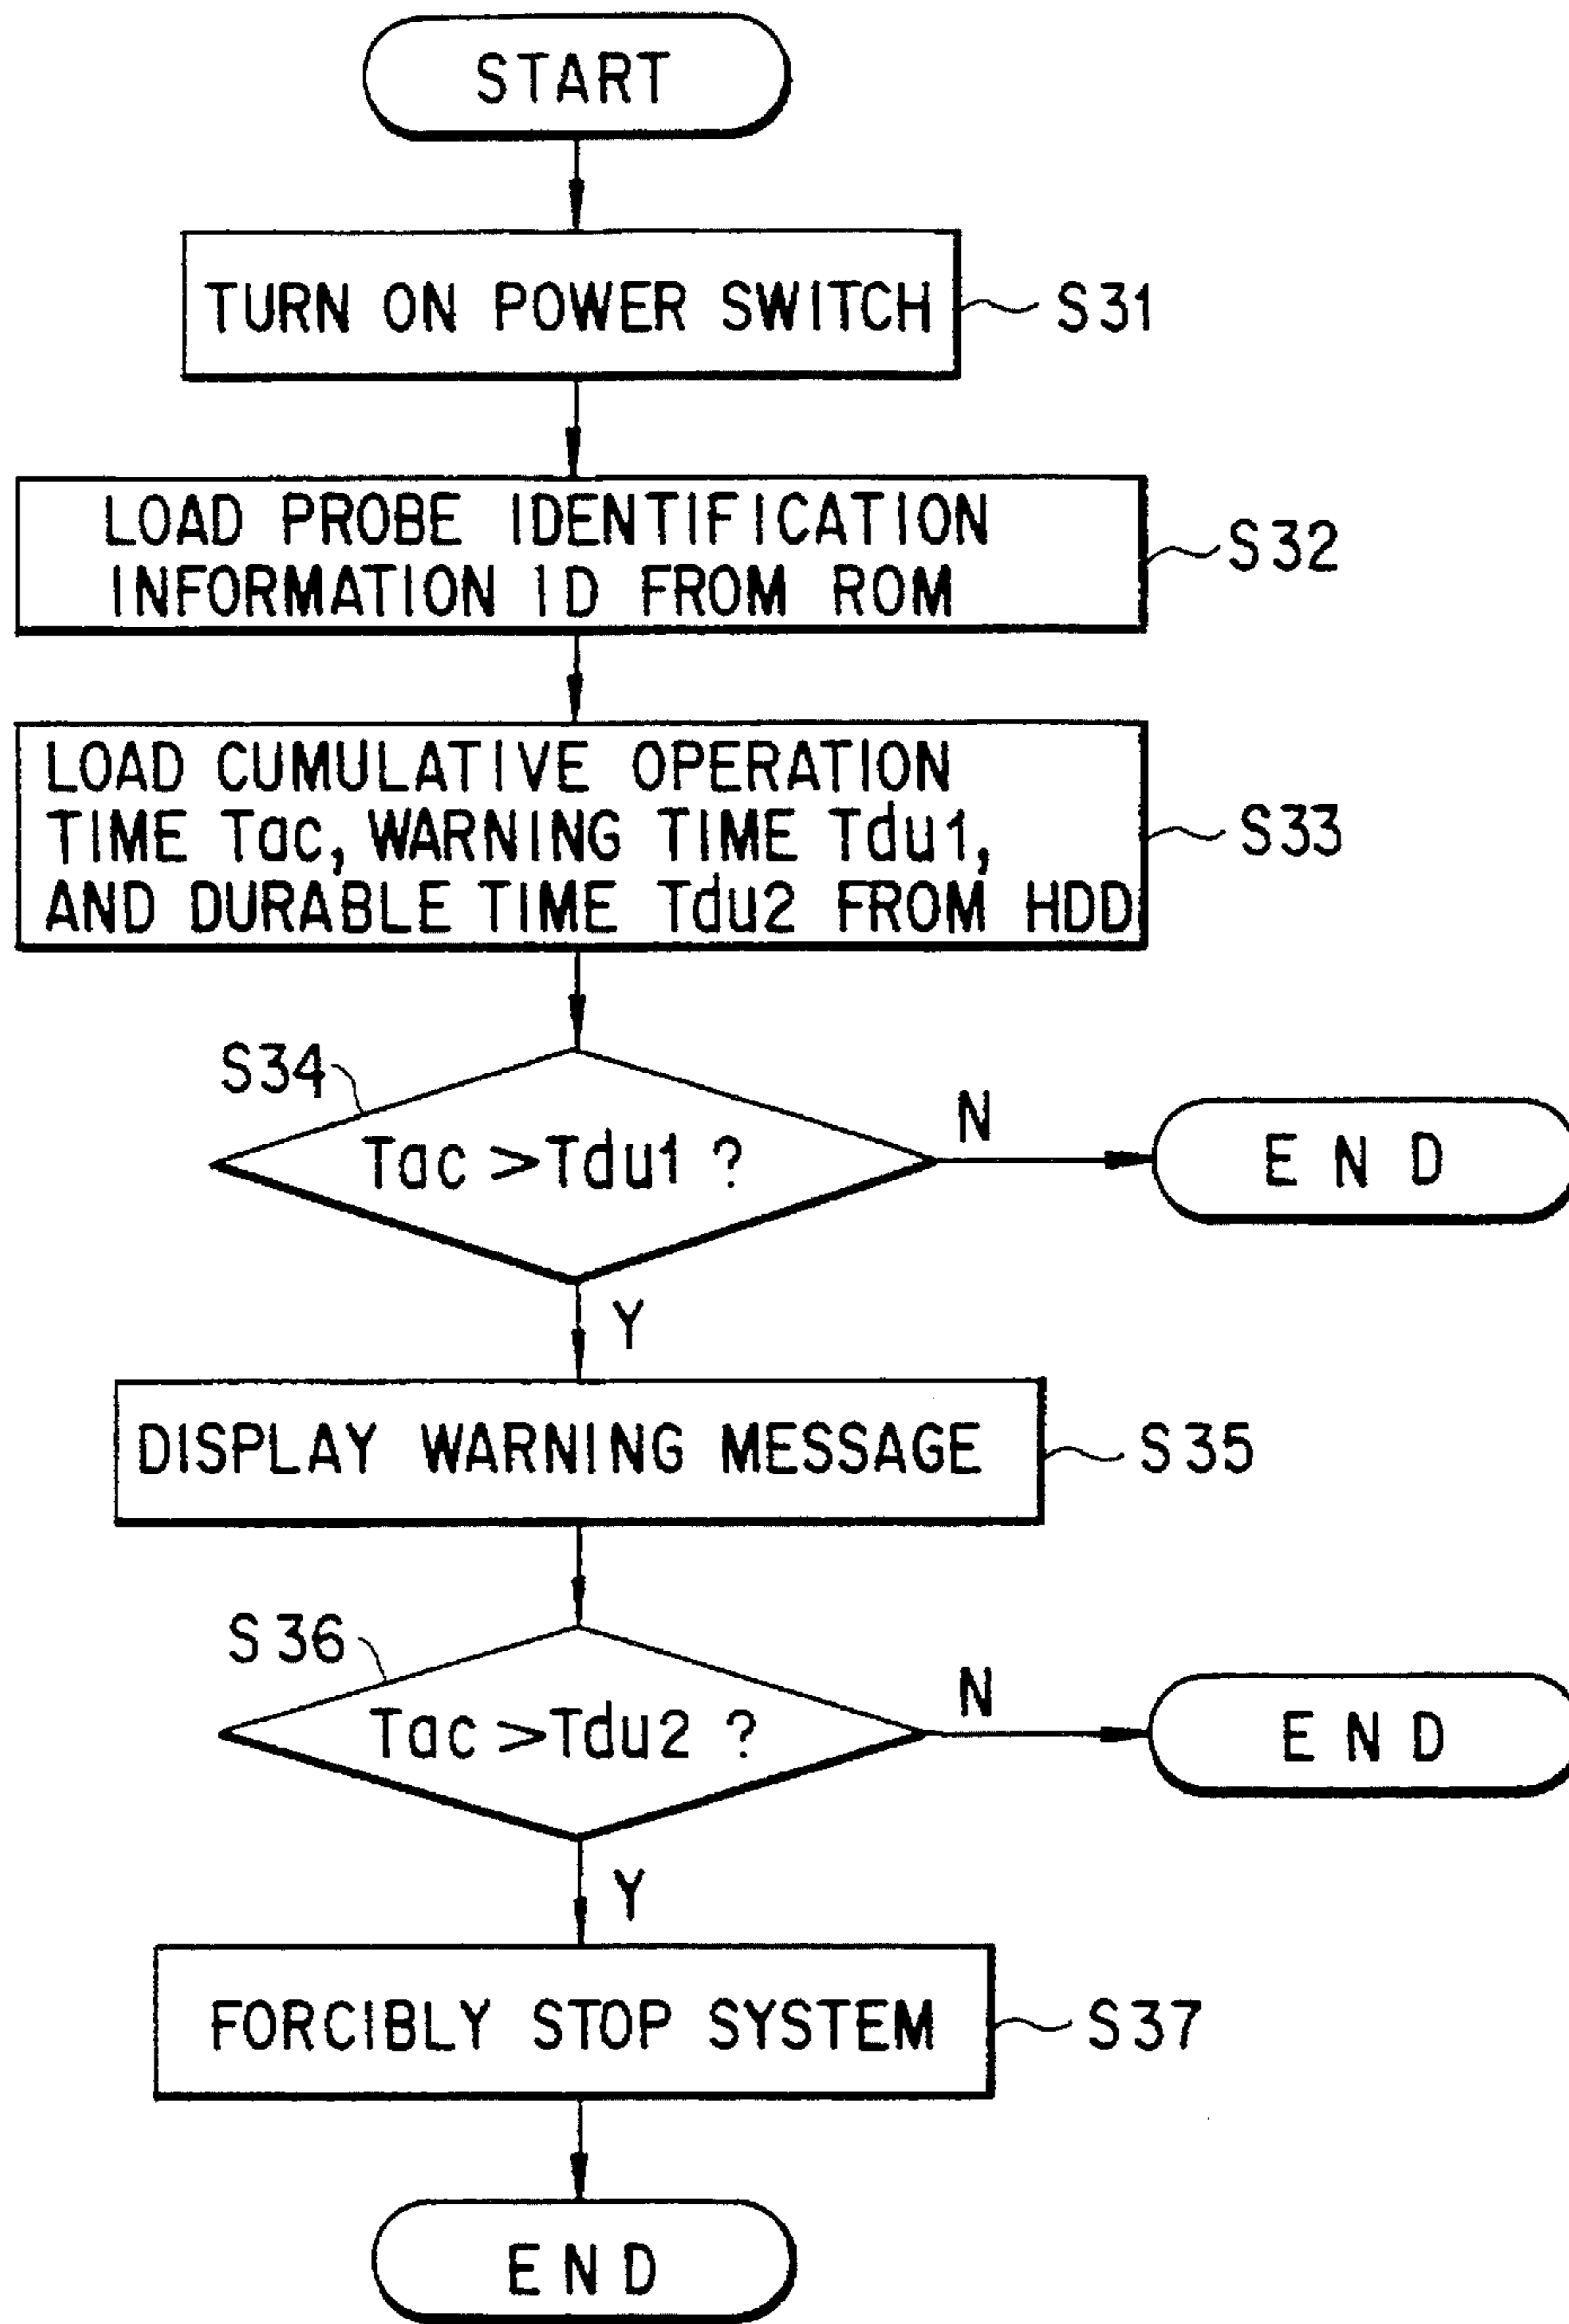 START
TURN ON POWER SWITCH
S31
LOAD PROBE IDENTIFICATION
INFORMATION ID FROM ROM
S32
LOAD CUMULATIVE OPERATION
TIME Tac, WARNING TIME Tdu1,
AND DURABLE TIME Tdu2 FROM HDD
S33
S34
Tac > Tdu1 ?
N
END
Y
DISPLAY WARNING MESSAGE
S35
S36
Tac > Tdu2 ?
N
END
Y
FORCIBLY STOP SYSTEM
S37
END